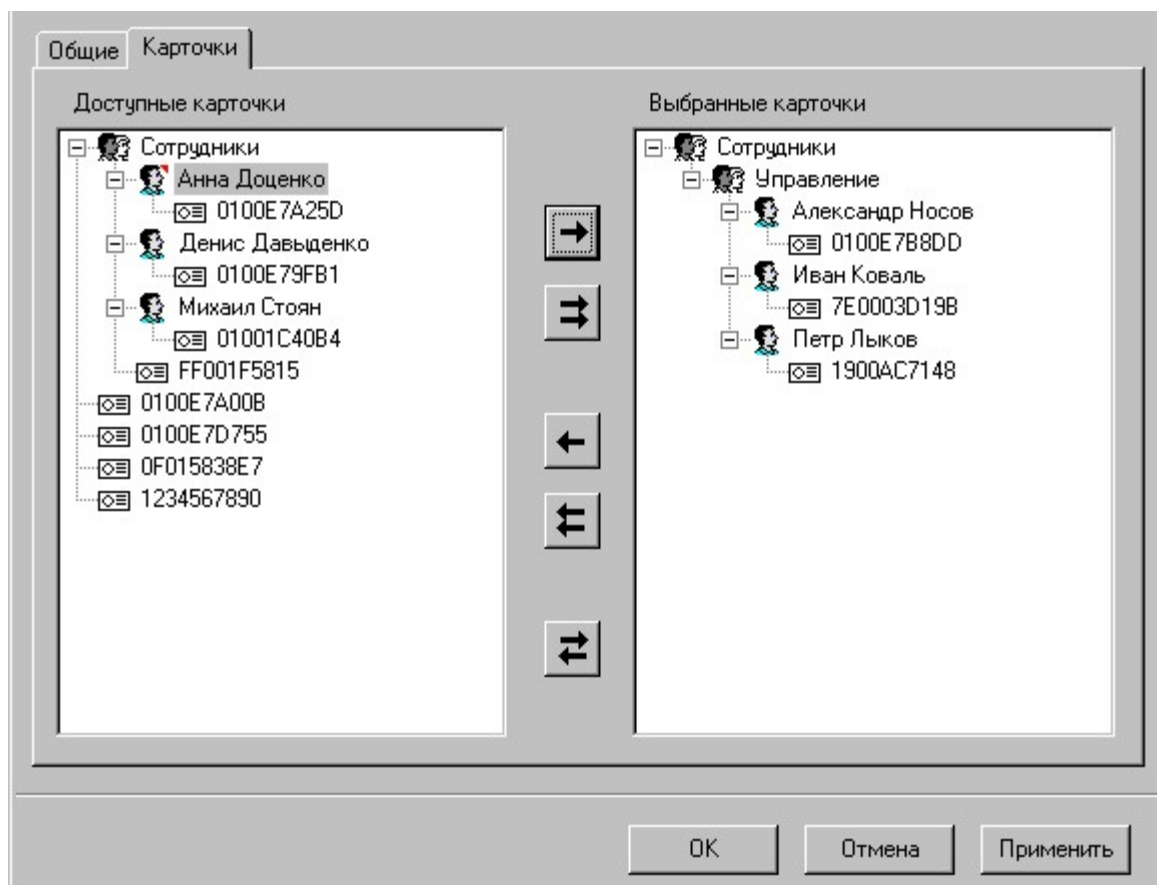 Общие
Карточки
Доступные карточки
Сотрудники
Анна Доценко
0100E7A25D
Денис Давыденко
0100E79FB1
Михаил Стоян
01001C40B4
FF001F5815
0100E7A00B
0100E7D755
0F015838E7
1234567890
Выбранные карточки
Сотрудники
Управление
Александр Носов
0100E7B8DD
Иван Коваль
7E0003D19B
Петр Лыков
1900AC7148
OK
Отмена
Применить